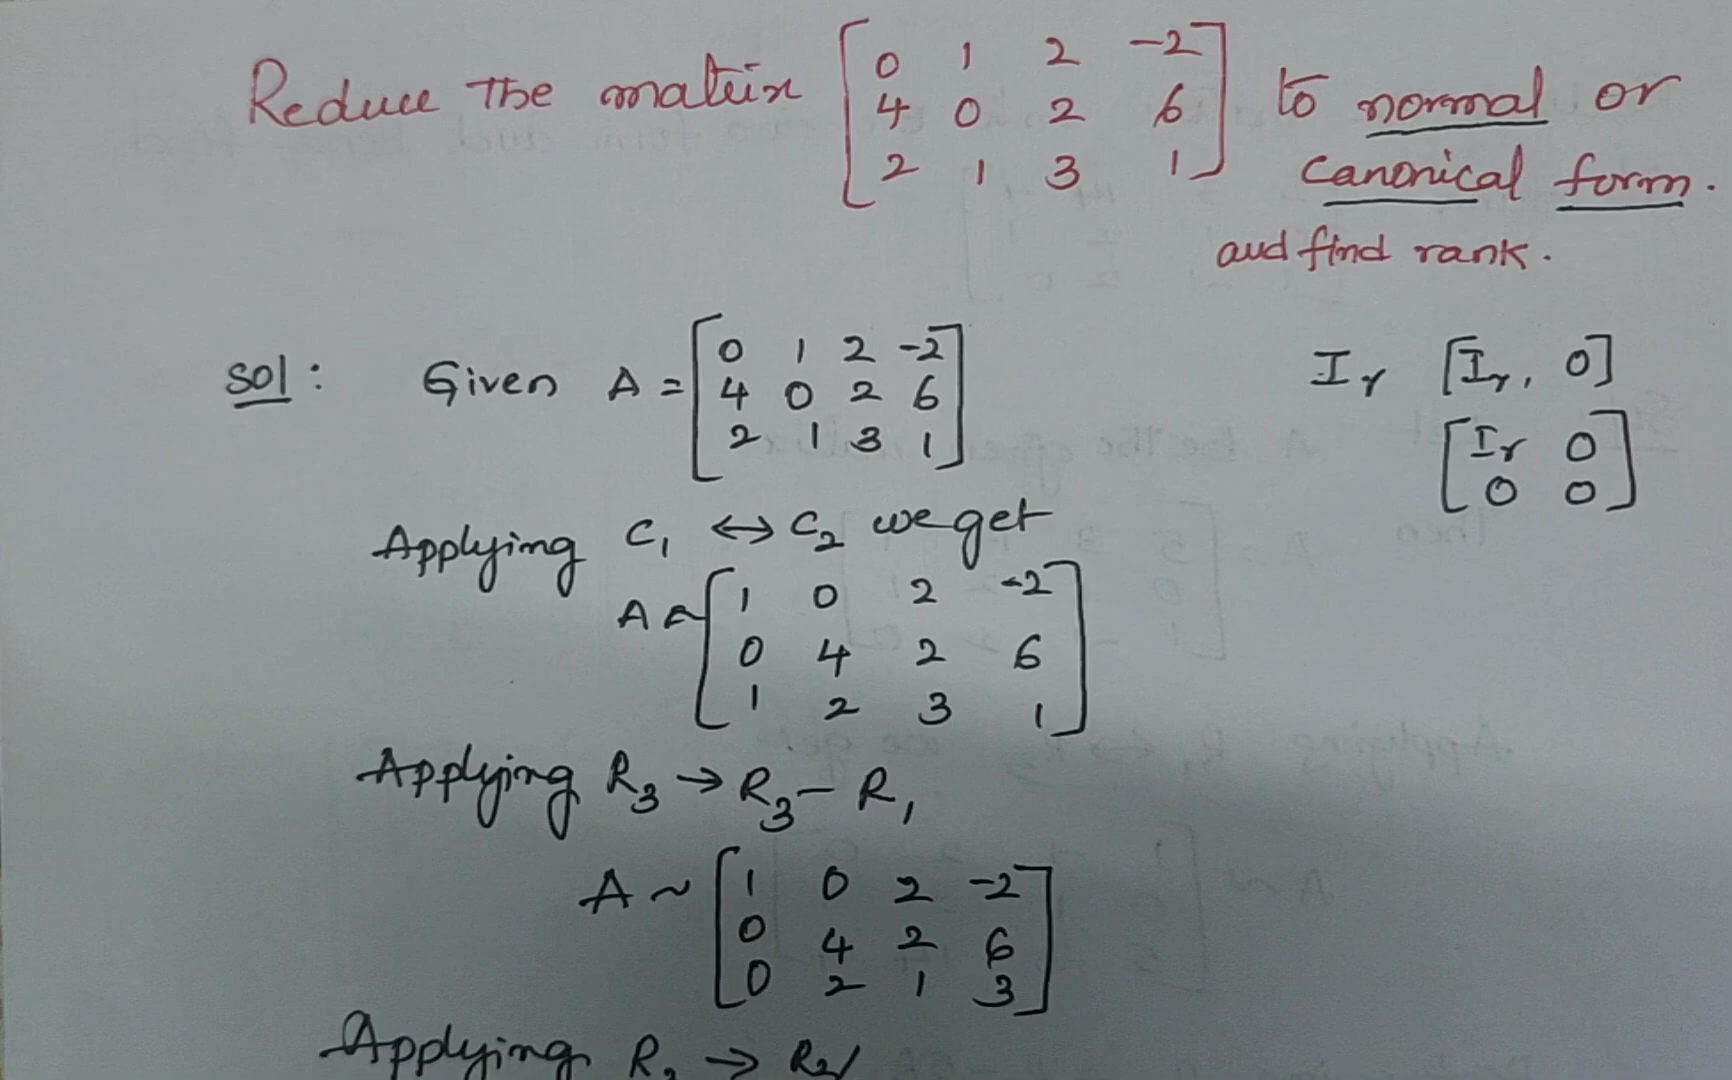 Reduce the matrix [0 1 2 -2
4 0 2 6
2 1 3 1] to normal or
canonical form.
and find rank.
Sol: Given A = [0 1 2 -2
4 0 2 6
2 1 3 1]
I_r [I_r, 0]
[I_r 0
0 0]
Applying C₁ ↔ C₂ we get
A ~ [1 0 2 -2
0 4 2 6
1 2 3 1]
Applying R₃ → R₃ - R₁
A ~ [1 0 2 -2
0 4 2 6
0 2 1 3]
Applying R₂ → R₂/